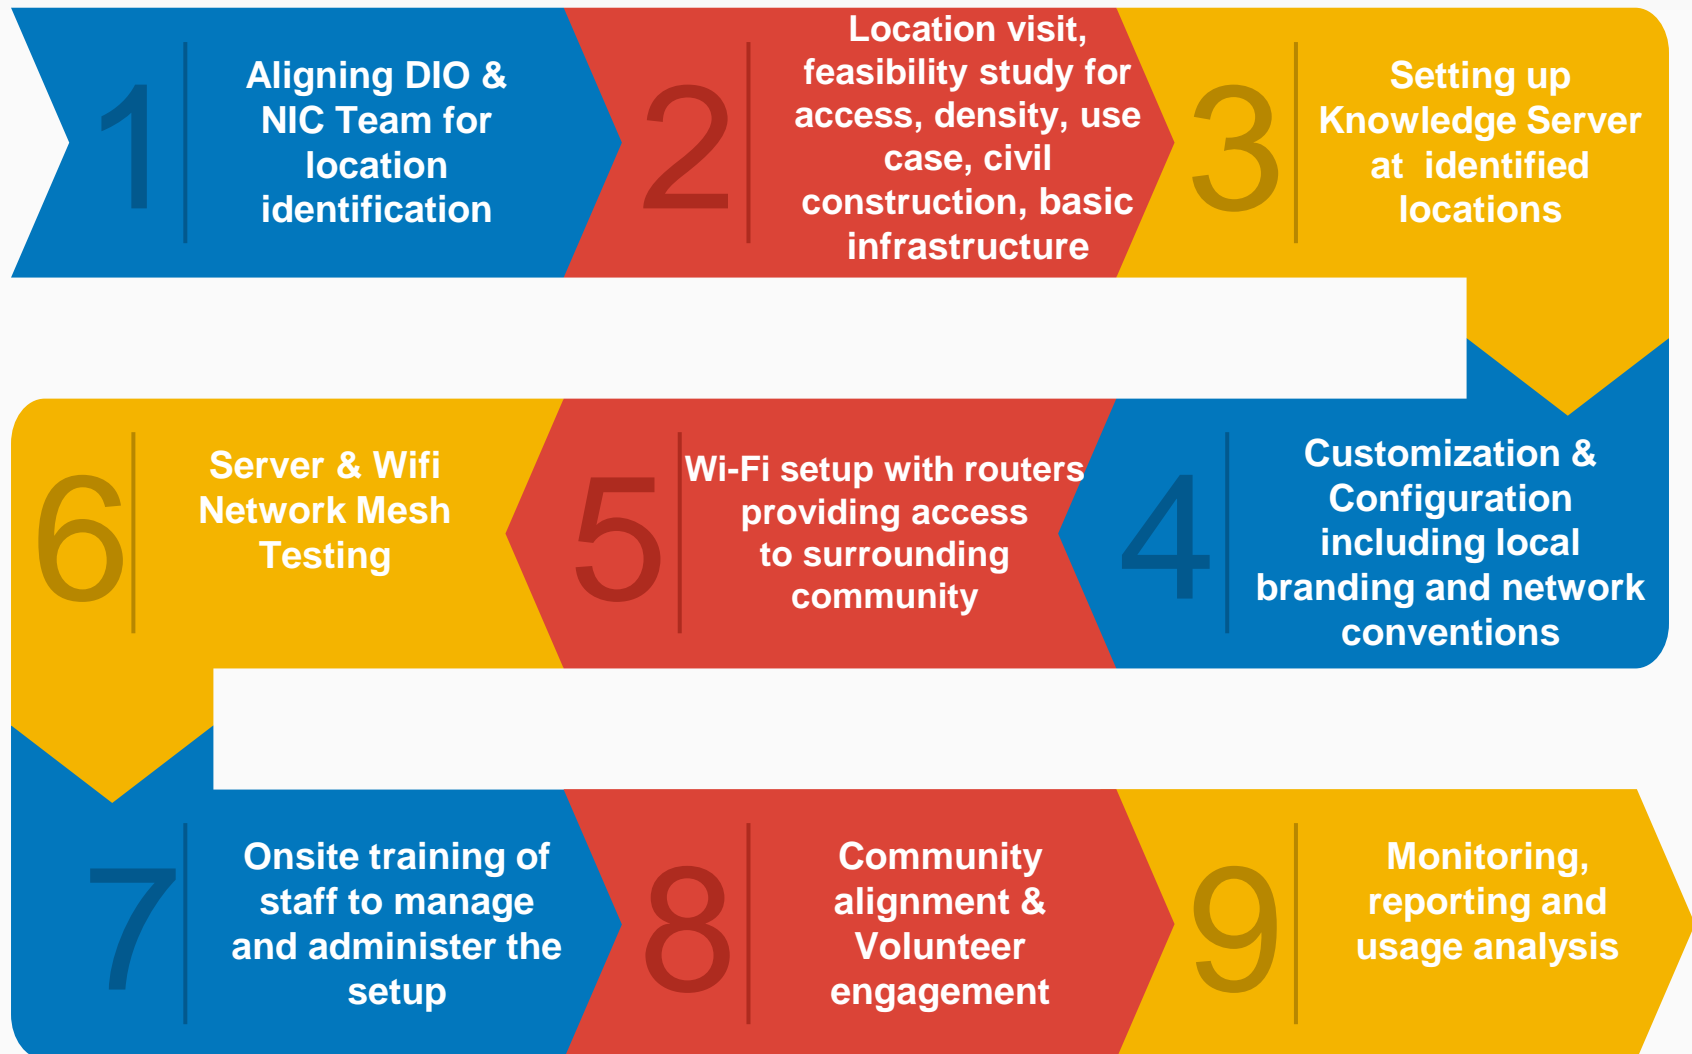 1
Aligning DIO &
NIC Team for
location
identification
2
Location visit,
feasibility study for
access, density, use
case, civil
construction, basic
infrastructure
3
Setting up
Knowledge Server
at identified
locations
4
Customization &
Configuration
including local
branding and network
conventions
5
Wi-Fi setup with routers
providing access
to surrounding
community
6
Server & Wifi
Network Mesh
Testing
7
Onsite training of
staff to manage
and administer the
setup
8
Community
alignment &
Volunteer
engagement
9
Monitoring,
reporting and
usage analysis